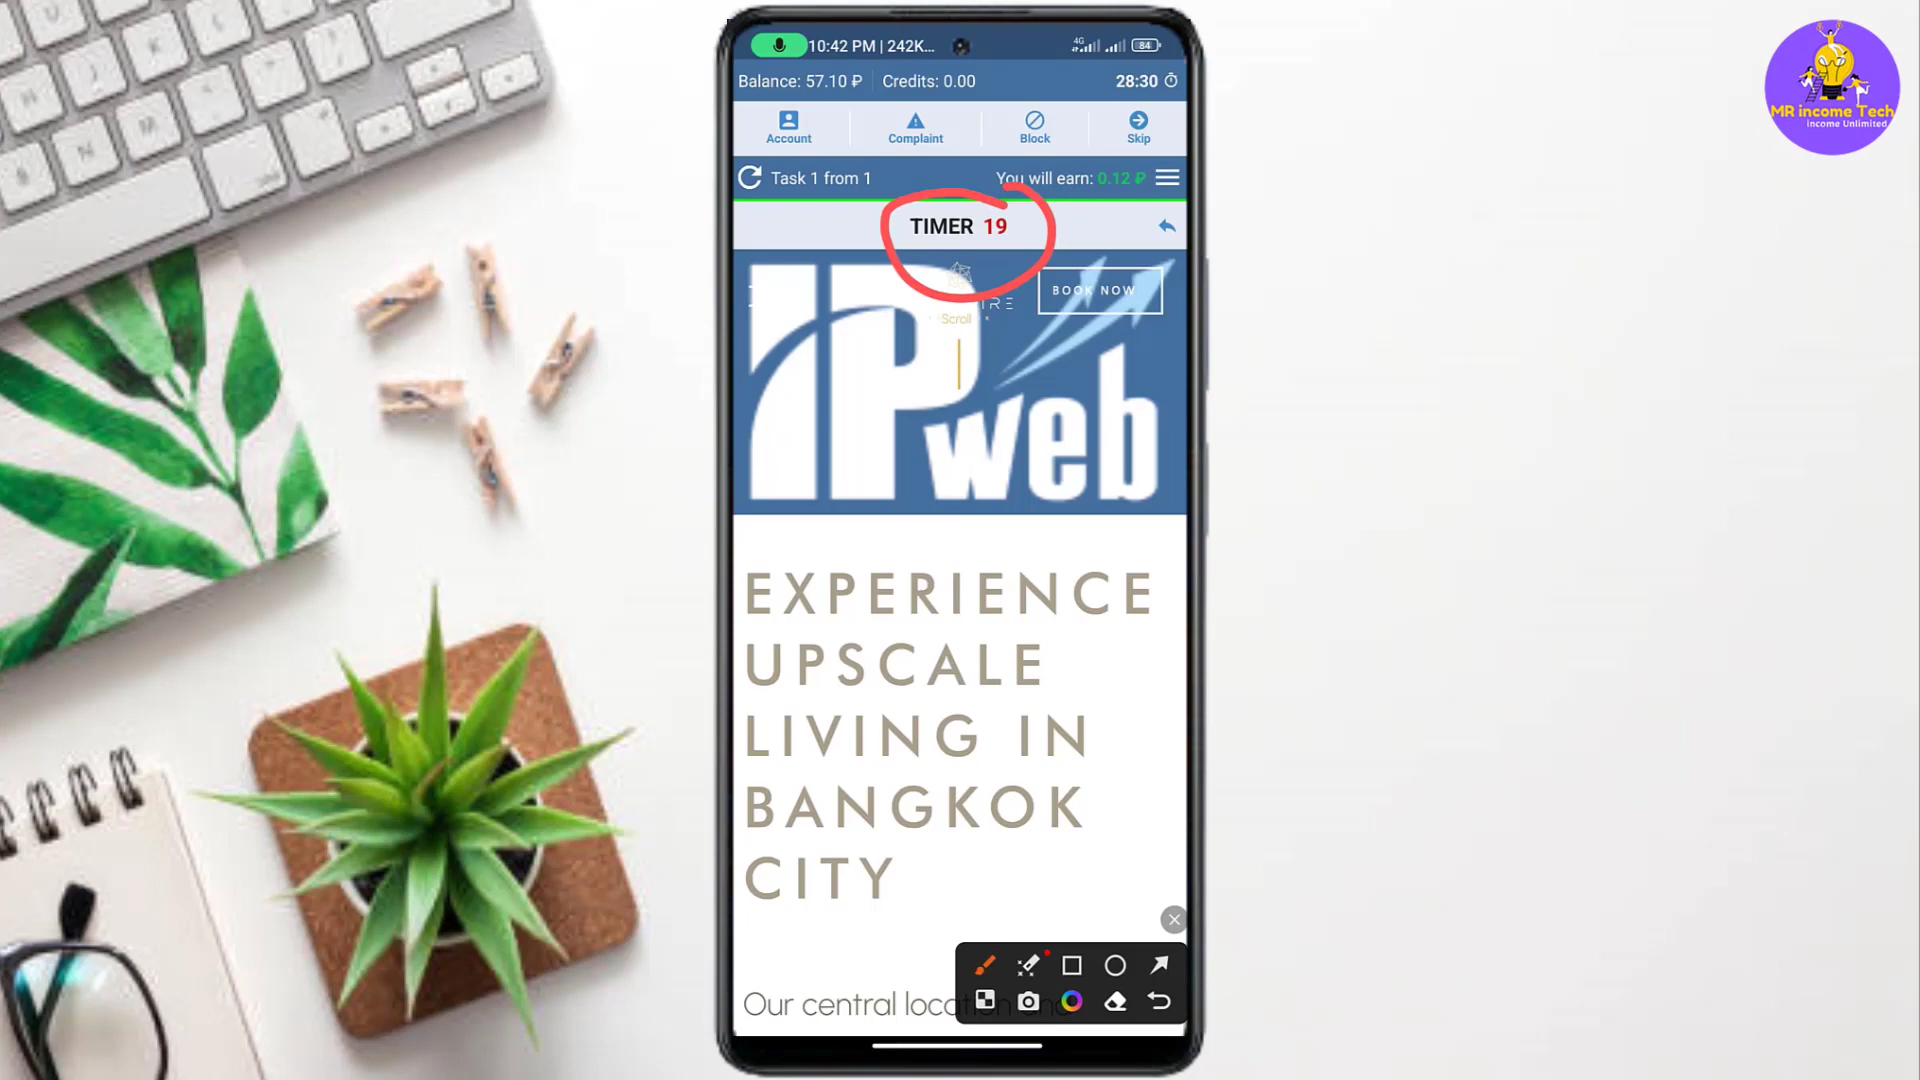 10:42 PM | 242K...
4G
84
Balance: 57.10 ₽
Credits: 0.00
28:30
Account
Complaint
Block
Skip
Task 1 from 1
You will earn: 0.12 ₽
TIMER 19
BOOK NOW
Scroll
IPweb
EXPERIENCE
UPSCALE
LIVING IN
BANGKOK
CITY
Our central
MR income Tech
income Unlimited